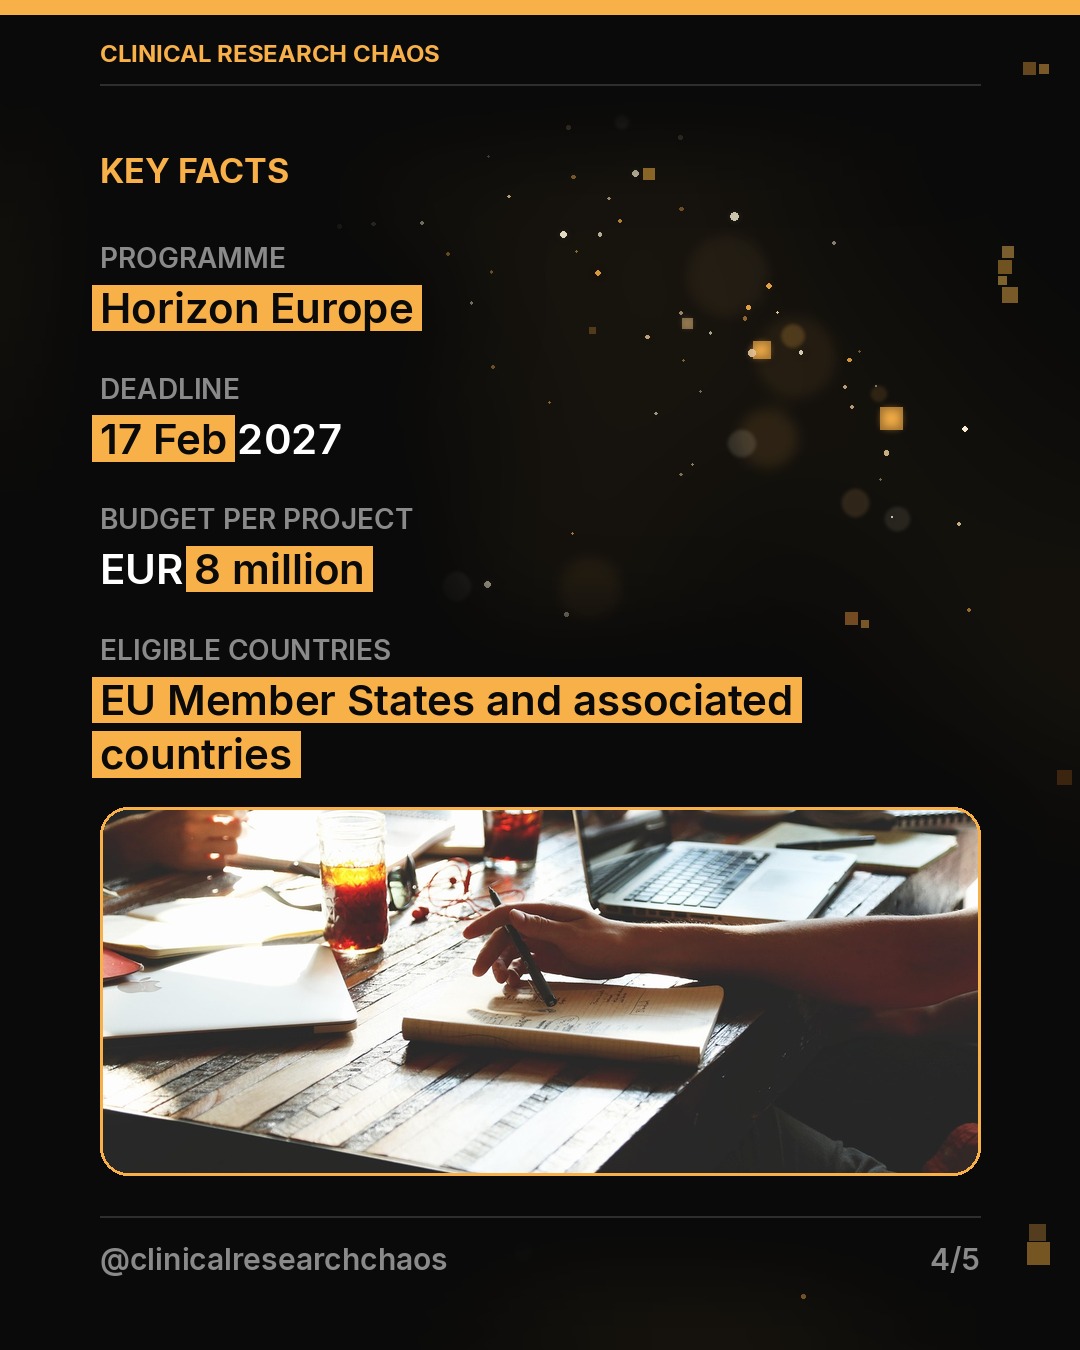 CLINICAL RESEARCH CHAOS
KEY FACTS
PROGRAMME
Horizon Europe
DEADLINE
17 Feb 2027
BUDGET PER PROJECT
EUR 8 million
ELIGIBLE COUNTRIES
EU Member States and associated
countries
@clinicalresearchchaos
4/5